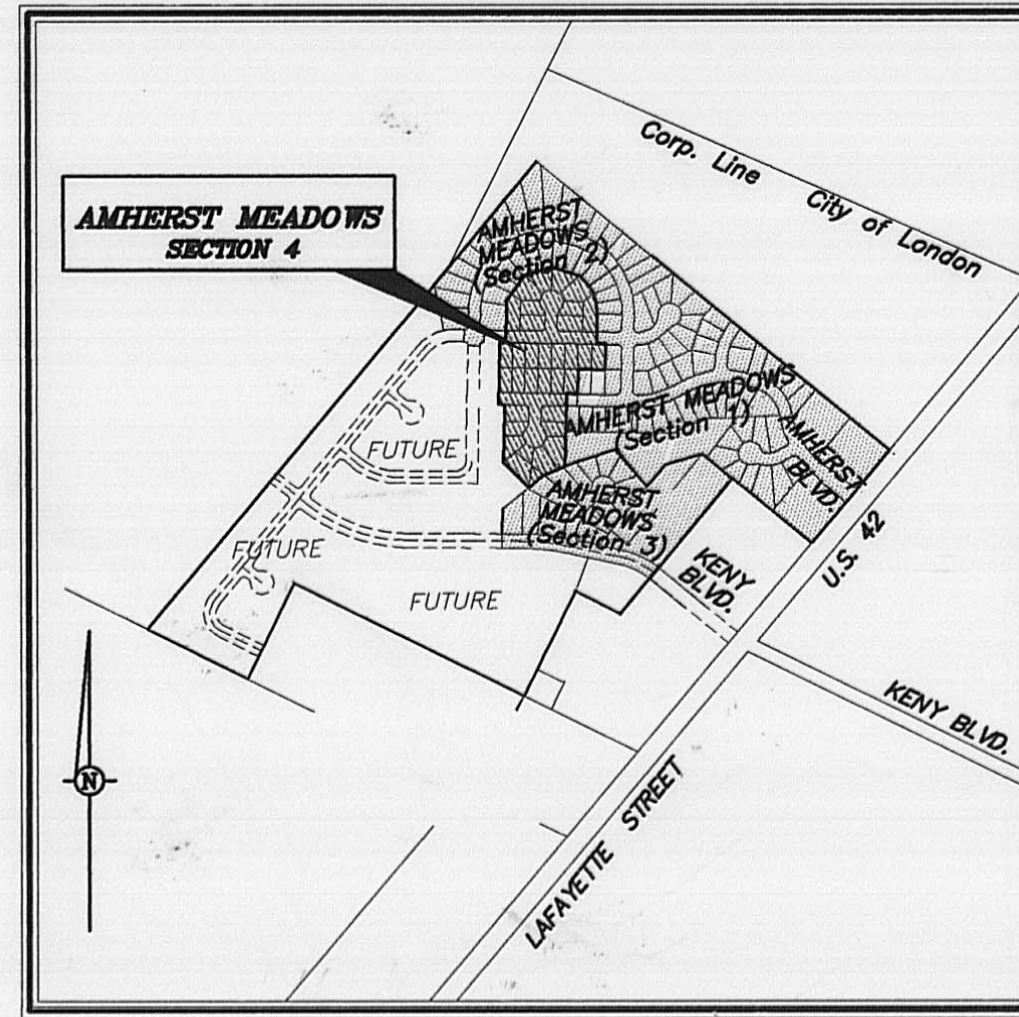 Corp. Line City of London
AMHERST MEADOWS
SECTION 4
AMHERST
MEADOWS
(Section 2)
AMHERST MEADOWS
(Section 1)
AMHERST
BLVD.
FUTURE
AMHERST
MEADOWS
(Section 3)
U.S. 42
FUTURE
KENY
BLVD.
FUTURE
KENY BLVD.
N
LAFAYETTE STREET